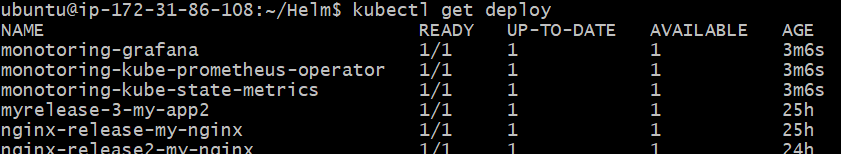 ubuntu@ip-172-31-86-108:~/Helm$ kubectl get deploy
NAME READY UP-TO-DATE AVAILABLE AGE
monotoring-grafana 1/1 1 1 3m6s
monotoring-kube-prometheus-operator 1/1 1 1 3m6s
monotoring-kube-state-metrics 1/1 1 1 3m6s
myrelease-3-my-app2 1/1 1 1 25h
nginx-release-my-nginx 1/1 1 1 25h
nginx-release2-my-nginx 1/1 1 1 24h